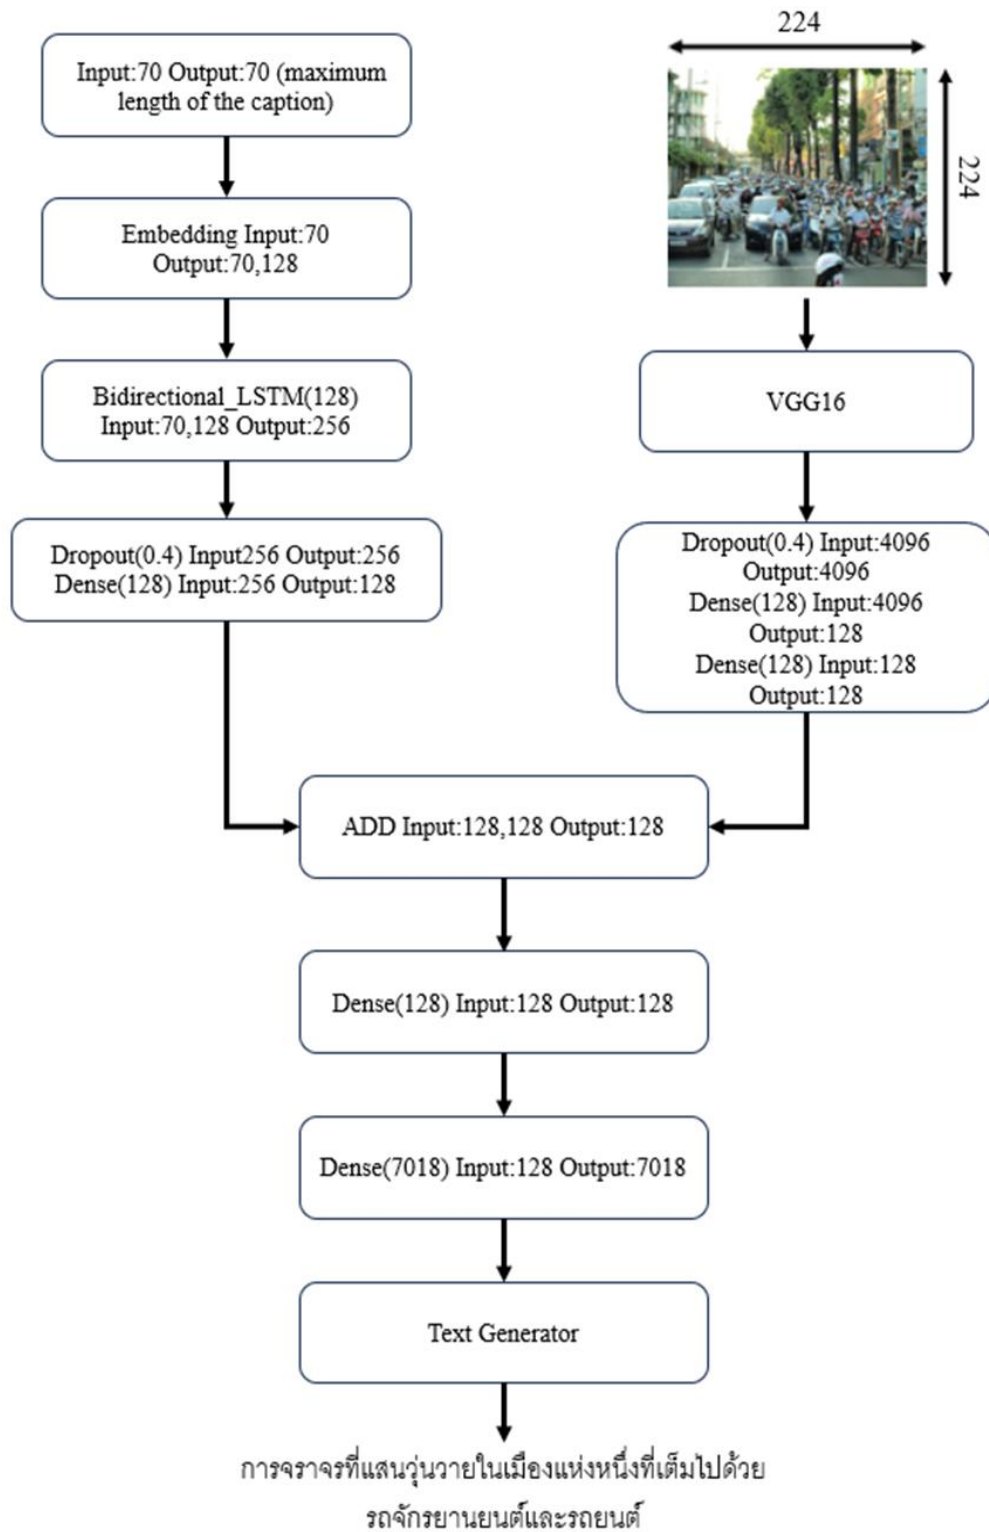 Input:70 Output:70 (maximum
length of the caption)
Embedding Input:70
Output:70,128
Bidirectional_LSTM(128)
Input:70,128 Output:256
Dropout(0.4) Input256 Output:256
Dense(128) Input:256 Output:128
224
224
VGG16
Dropout(0.4) Input:4096
Output:4096
Dense(128) Input:4096
Output:128
Dense(128) Input:128
Output:128
ADD Input:128,128 Output:128
Dense(128) Input:128 Output:128
Dense(7018) Input:128 Output:7018
Text Generator
การจราจรที่แสนวุ่นวายในเมืองแห่งหนึ่งที่เต็มไปด้วย
รถจักรยานยนต์และรถยนต์